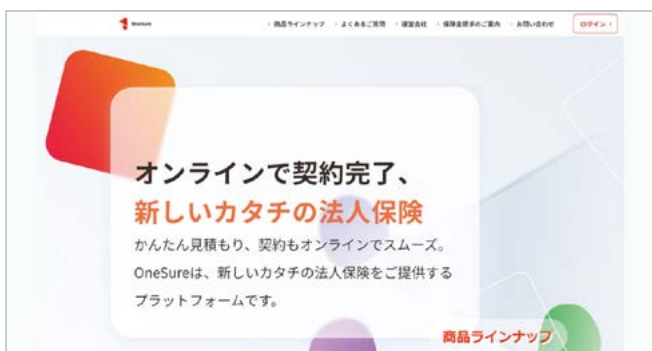 OneSure
商品ラインナップ
よくあるご質問
運営会社
保険金請求のご案内
お問い合わせ
ログイン
オンラインで契約完了、
新しいカタチの法人保険
かんたん見積もり、契約もオンラインでスムーズ。
OneSureは、新しいカタチの法人保険をご提供する
プラットフォームです。
商品ラインナップ